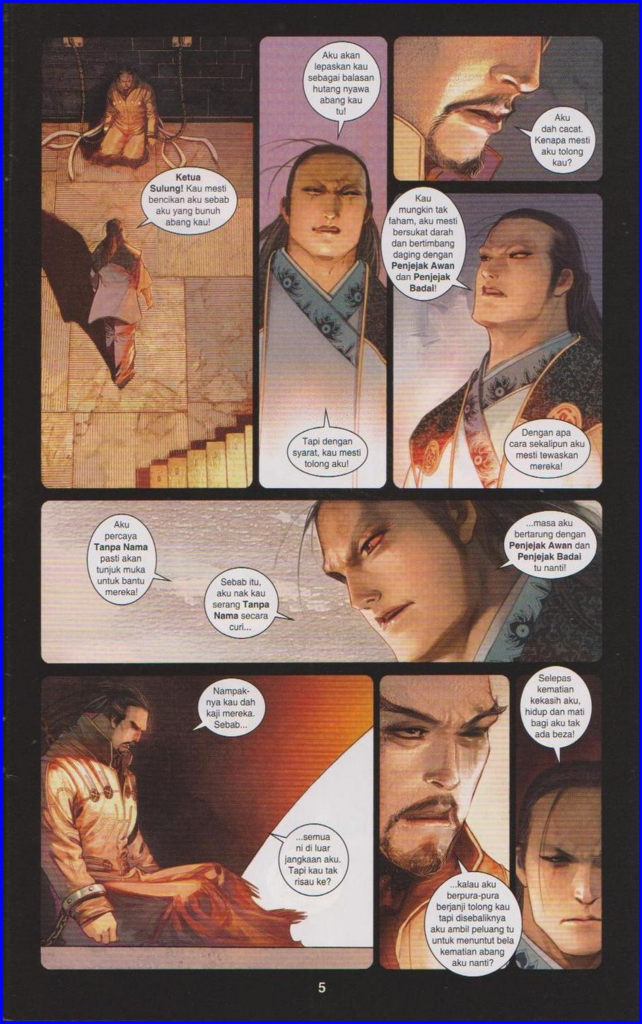 Ketua
Sulung! Kau mesti
bencikan aku sebab
aku yang bunuh
abang kau!
Aku akan
lepaskan kau
sebagai balasan
hutang nyawa
abang kau
tu!
Tapi dengan
syarat, kau mesti
tolong aku!
Aku
dah cacat.
Kenapa mesti
aku tolong
kau?
Kau
mungkin tak
faham, aku mesti
bersukat darah
dan bertimbang
daging dengan
Penjejak Awan
dan Penjejak
Badai!
Dengan apa
cara sekalipun aku
mesti tewaskan
mereka!
Aku
percaya
Tanpa Nama
pasti akan
tunjuk muka
untuk bantu
mereka!
Sebab itu,
aku nak kau
serang Tanpa
Nama secara
curi...
...masa aku
bertarung dengan
Penjejak Awan dan
Penjejak Badai
tu nanti!
Nampak-
nya kau dah
kaji mereka.
Sebab...
...semua
ni di luar
jangkaan aku.
Tapi kau tak
risau ke?
...kalau aku
berpura-pura
berjanji tolong kau
tapi disebaliknya
aku ambil peluang tu
untuk menuntut bela
kematian abang
aku nanti?
Selepas
kematian
kekasih aku,
hidup dan mati
bagi aku tak
ada beza!
5